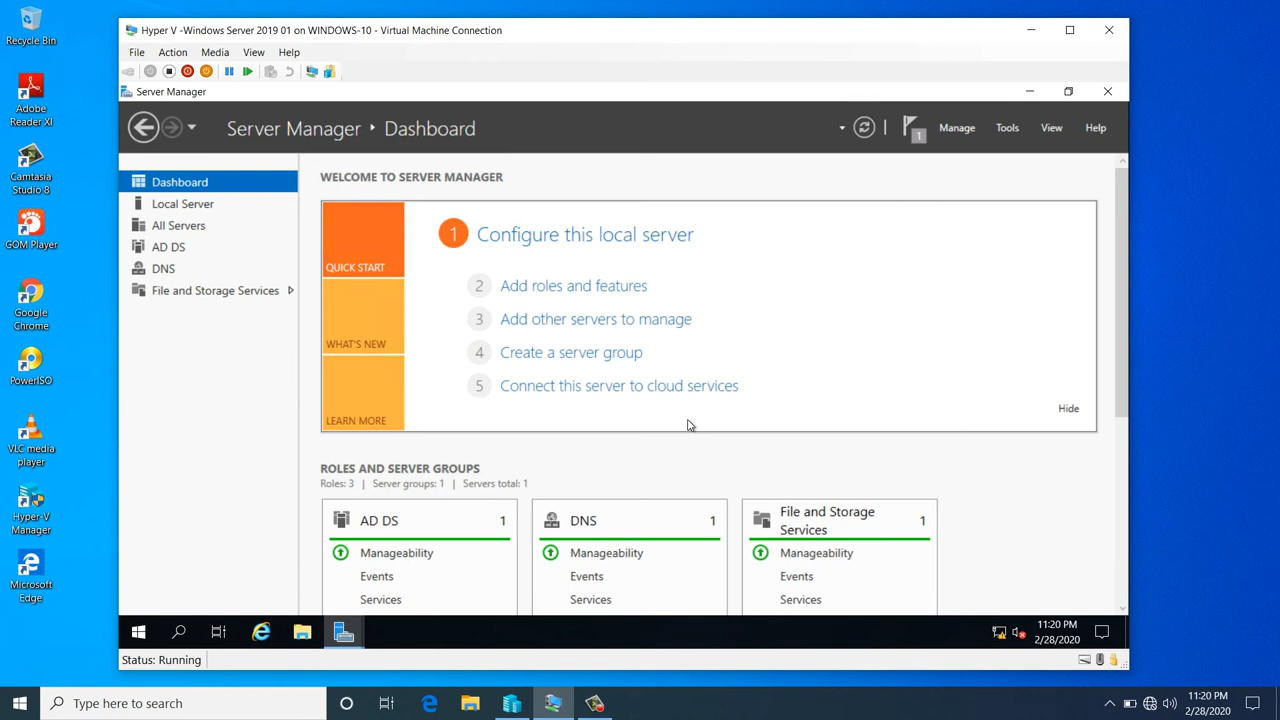 Recycle Bin
Adobe
Reader XI
Camtasia
Studio 8
GOM Player
Google
Chrome
PowerISO
VLC media
player
Hyper-V
Manager
Microsoft
Edge
Hyper V -Windows Server 2019 01 on WINDOWS-10 - Virtual Machine Connection
File Action Media View Help
Server Manager
Server Manager ‣ Dashboard
1
Manage Tools View Help
Dashboard
Local Server
All Servers
AD DS
DNS
File and Storage Services
WELCOME TO SERVER MANAGER
QUICK START
WHAT'S NEW
LEARN MORE
1 Configure this local server
2 Add roles and features
3 Add other servers to manage
4 Create a server group
5 Connect this server to cloud services
Hide
ROLES AND SERVER GROUPS
Roles: 3 | Server groups: 1 | Servers total: 1
AD DS 1
Manageability
Events
Services
DNS 1
Manageability
Events
Services
File and Storage
Services 1
Manageability
Events
Services
11:20 PM
2/28/2020
Status: Running
Type here to search
11:20 PM
2/28/2020